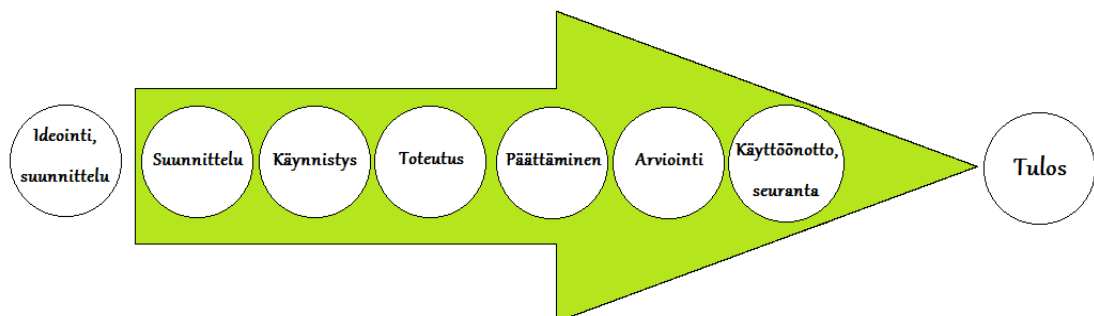 Ideointi,
suunnittelu
Suunnittelu
Käynnistys
Toteutus
Päättäminen
Arviointi
Käyttöönotto,
seuranta
Tulos